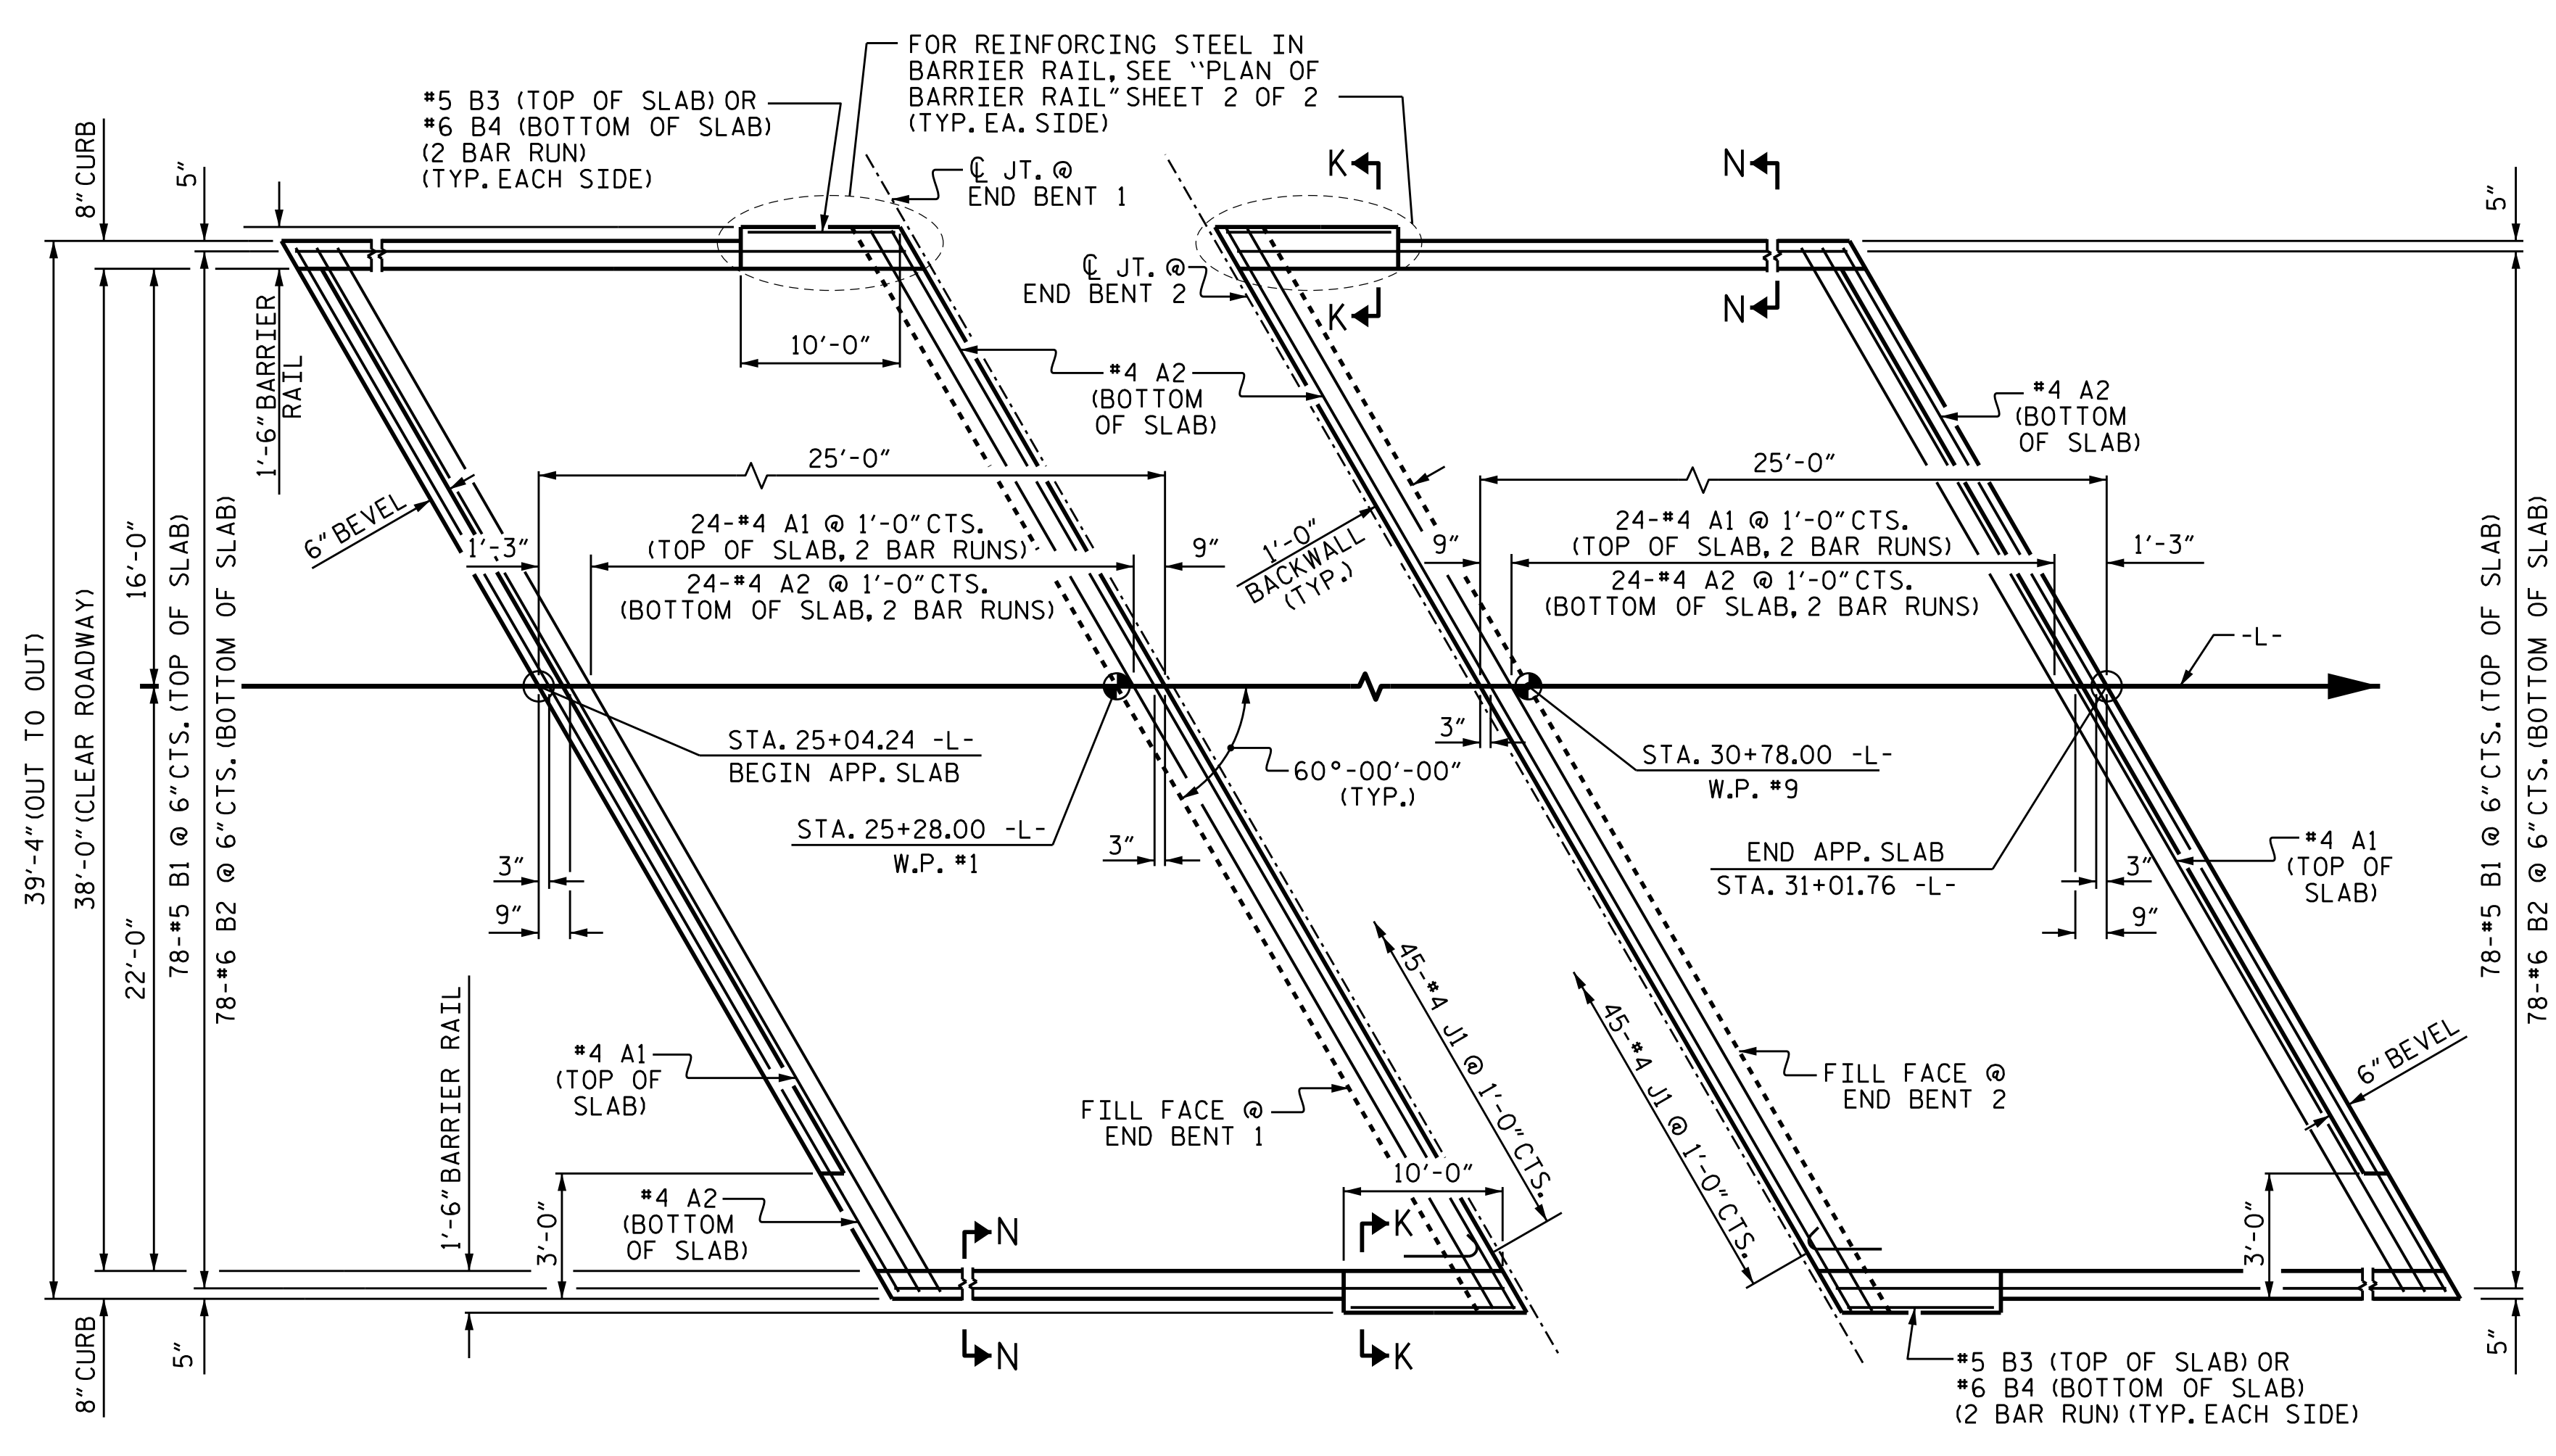 FOR REINFORCING STEEL IN
BARRIER RAIL, SEE "PLAN OF
BARRIER RAIL" SHEET 2 OF 2
(TYP. EA. SIDE)
#5 B3 (TOP OF SLAB) OR
#6 B4 (BOTTOM OF SLAB)
(2 BAR RUN)
(TYP. EACH SIDE)
8" CURB
5"
℄ JT. @
END BENT 1
K
N
5"
℄ JT. @
END BENT 2
K
N
1'-6" BARRIER
RAIL
10'-0"
#4 A2
(BOTTOM
OF SLAB)
#4 A2
(BOTTOM
OF SLAB)
25'-0"
25'-0"
6" BEVEL
1'-3"
24-#4 A1 @ 1'-0" CTS.
(TOP OF SLAB, 2 BAR RUNS)
24-#4 A2 @ 1'-0" CTS.
(BOTTOM OF SLAB, 2 BAR RUNS)
9"
1'-0"
BACKWALL
(TYP.)
9"
24-#4 A1 @ 1'-0" CTS.
(TOP OF SLAB, 2 BAR RUNS)
24-#4 A2 @ 1'-0" CTS.
(BOTTOM OF SLAB, 2 BAR RUNS)
1'-3"
39'-4" (OUT TO OUT)
38'-0" (CLEAR ROADWAY)
16'-0"
22'-0"
78-#5 B1 @ 6" CTS. (TOP OF SLAB)
78-#6 B2 @ 6" CTS. (BOTTOM OF SLAB)
-L-
78-#5 B1 @ 6" CTS. (TOP OF SLAB)
78-#6 B2 @ 6" CTS. (BOTTOM OF SLAB)
STA. 25+04.24 -L-
BEGIN APP. SLAB
3"
60°-00'-00"
(TYP.)
STA. 30+78.00 -L-
W.P. #9
STA. 25+28.00 -L-
W.P. #1
3"
3"
9"
END APP. SLAB
STA. 31+01.76 -L-
3"
9"
#4 A1
(TOP OF
SLAB)
45-#4 J1 @ 1'-0" CTS.
45-#4 J1 @ 1'-0" CTS.
1'-6" BARRIER RAIL
#4 A1
(TOP OF
SLAB)
FILL FACE @
END BENT 1
FILL FACE @
END BENT 2
6" BEVEL
10'-0"
#4 A2
(BOTTOM
OF SLAB)
3'-0"
N
K
3'-0"
8" CURB
5"
N
K
5"
#5 B3 (TOP OF SLAB) OR
#6 B4 (BOTTOM OF SLAB)
(2 BAR RUN) (TYP. EACH SIDE)